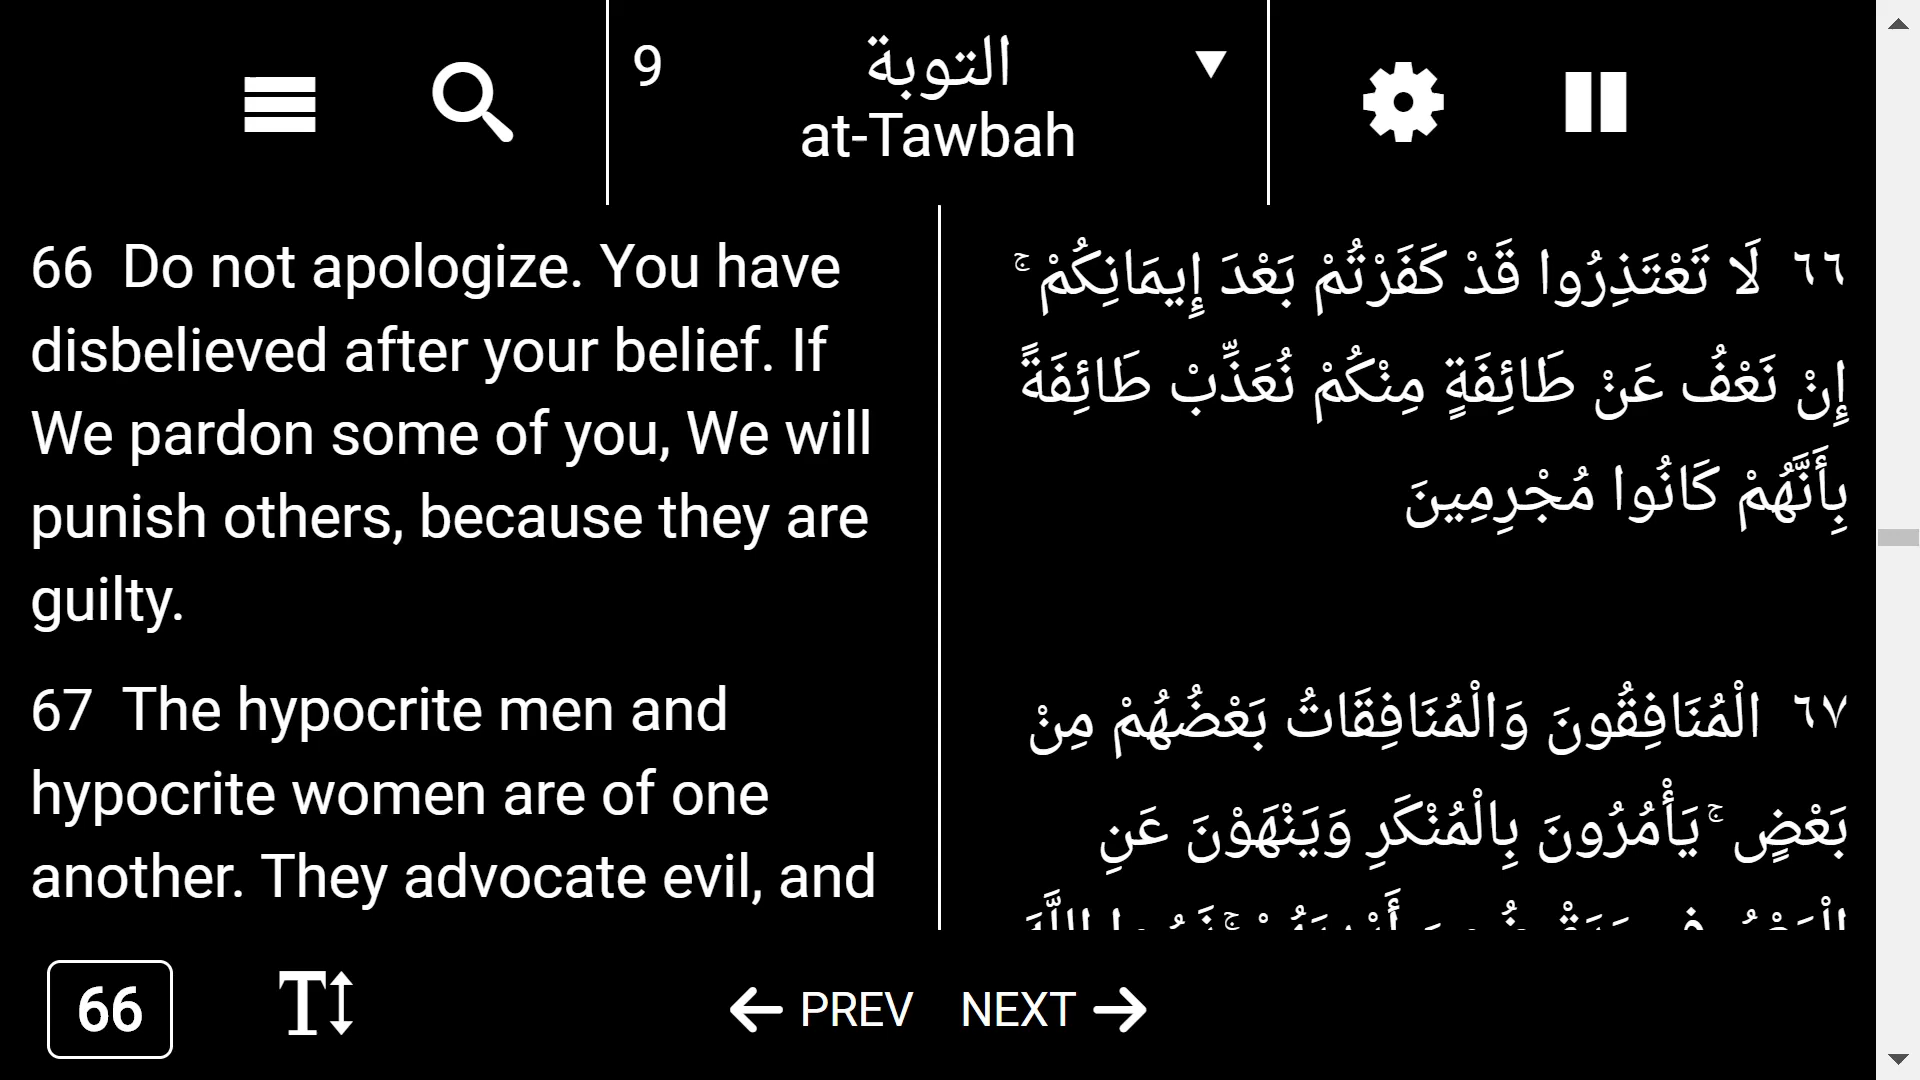 9
التوبة
▼
at-Tawbah
66 Do not apologize. You have
disbelieved after your belief. If
We pardon some of you, We will
punish others, because they are
guilty.
67 The hypocrite men and
hypocrite women are of one
another. They advocate evil, and
٦٦ لَا تَعْتَذِرُوا قَدْ كَفَرْتُمْ بَعْدَ إِيمَانِكُمْ ۚ
إِنْ نَعْفُ عَنْ طَائِفَةٍ مِنْكُمْ نُعَذِّبْ طَائِفَةً
بِأَنَّهُمْ كَانُوا مُجْرِمِينَ
٦٧ الْمُنَافِقُونَ وَالْمُنَافِقَاتُ بَعْضُهُمْ مِنْ
بَعْضٍ ۚ يَأْمُرُونَ بِالْمُنْكَرِ وَيَنْهَوْنَ عَنِ
66
T
← PREV NEXT →